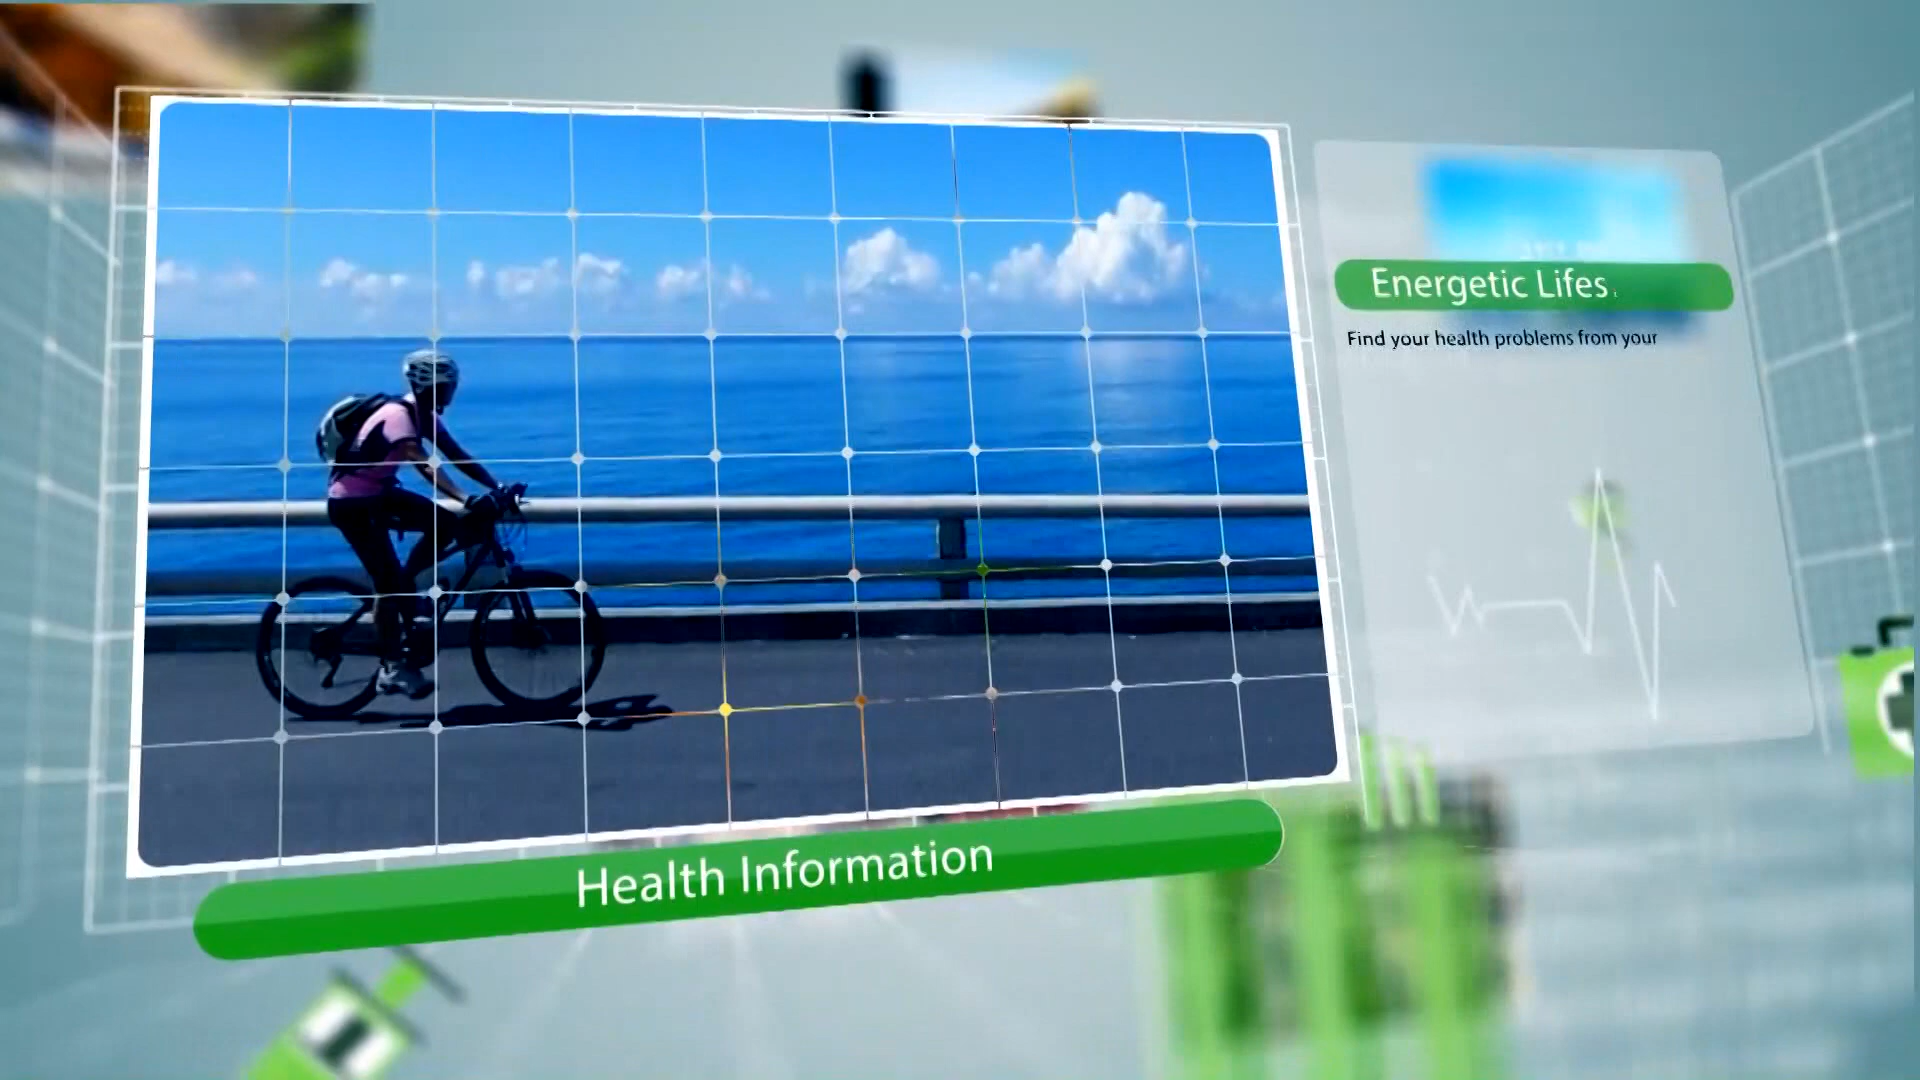 Energetic Lifes
Find your health problems from your
Health Information